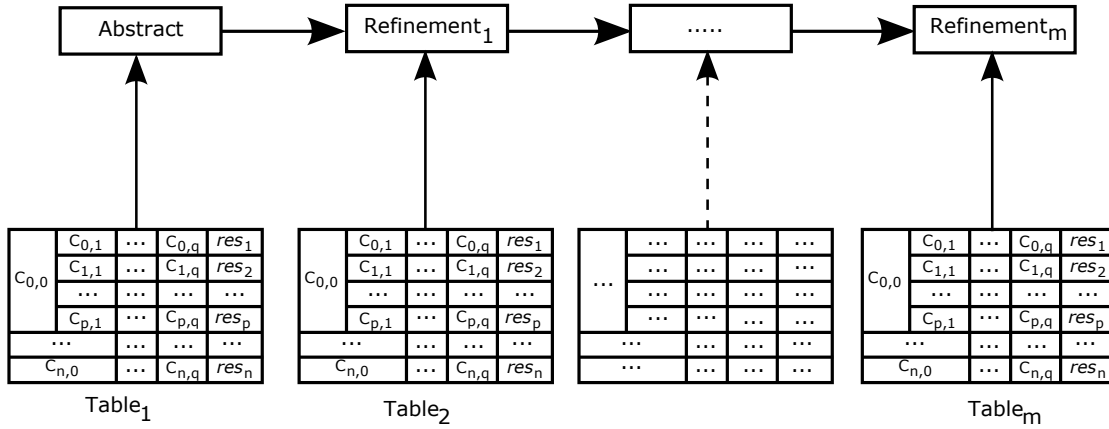 Abstract Refinement₁ ..... Refinementₘ
C₀,₁ ... C₀,q res₁ C₀,₁ ... C₀,q res₁ ... ... ... ... C₀,₁ ... C₀,q res₁
C₁,₁ ... C₁,q res₂ C₁,₁ ... C₁,q res₂ ... ... ... ... C₁,₁ ... C₁,q res₂
C₀,₀ C₀,₀ ... C₀,₀
... ... ... ... ... ... ... ... ... ... ... ... ... ... ... ...
Cₚ,₁ ... Cₚ,q resₚ Cₚ,₁ ... Cₚ,q resₚ ... ... ... ... Cₚ,₁ ... Cₚ,q resₚ
... ... ... ... ... ... ... ... ... ... ... ... ... ... ... ...
Cₙ,₀ ... Cₙ,q resₙ Cₙ,₀ ... Cₙ,q resₙ ... ... ... ... Cₙ,₀ ... Cₙ,q resₙ
Table₁ Table₂ Tableₘ